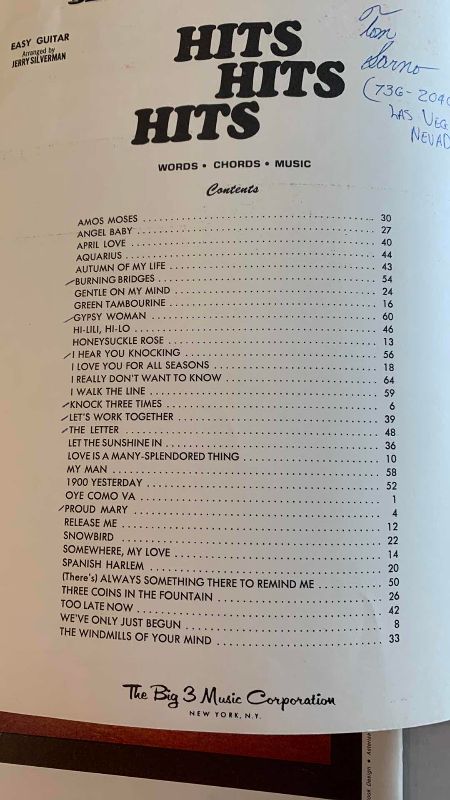 EASY GUITAR
Arranged by
JERRY SILVERMAN
HITS
HITS
HITS
Tom
Sarno
(736-204
LAS VEG
NEVAD
WORDS • CHORDS • MUSIC
Contents
AMOS MOSES 30
ANGEL BABY 27
APRIL LOVE 40
AQUARIUS 44
AUTUMN OF MY LIFE 43
BURNING BRIDGES 54
GENTLE ON MY MIND 24
GREEN TAMBOURINE 16
GYPSY WOMAN 60
HI-LILI, HI-LO 46
HONEYSUCKLE ROSE 13
I HEAR YOU KNOCKING 56
I LOVE YOU FOR ALL SEASONS 18
I REALLY DON'T WANT TO KNOW 64
I WALK THE LINE 59
KNOCK THREE TIMES 6
LET'S WORK TOGETHER 39
THE LETTER 48
LET THE SUNSHINE IN 36
LOVE IS A MANY-SPLENDORED THING 10
MY MAN 58
1900 YESTERDAY 52
OYE COMO VA 1
PROUD MARY 4
RELEASE ME 12
SNOWBIRD 22
SOMEWHERE, MY LOVE 14
SPANISH HARLEM 20
(There's) ALWAYS SOMETHING THERE TO REMIND ME 50
THREE COINS IN THE FOUNTAIN 26
TOO LATE NOW 42
WE'VE ONLY JUST BEGUN 8
THE WINDMILLS OF YOUR MIND 33
The Big 3 Music Corporation
NEW YORK, N.Y.